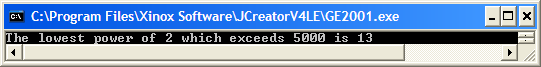 C:\Program Files\Xinox Software\JCreatorV4LE\GE2001.exe
The lowest power of 2 which exceeds 5000 is 13